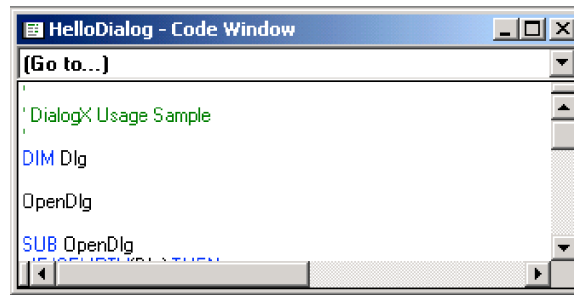 HelloDialog - Code Window
(Go to...)
'
' DialogX Usage Sample
'
DIM Dlg
OpenDlg
SUB OpenDlg